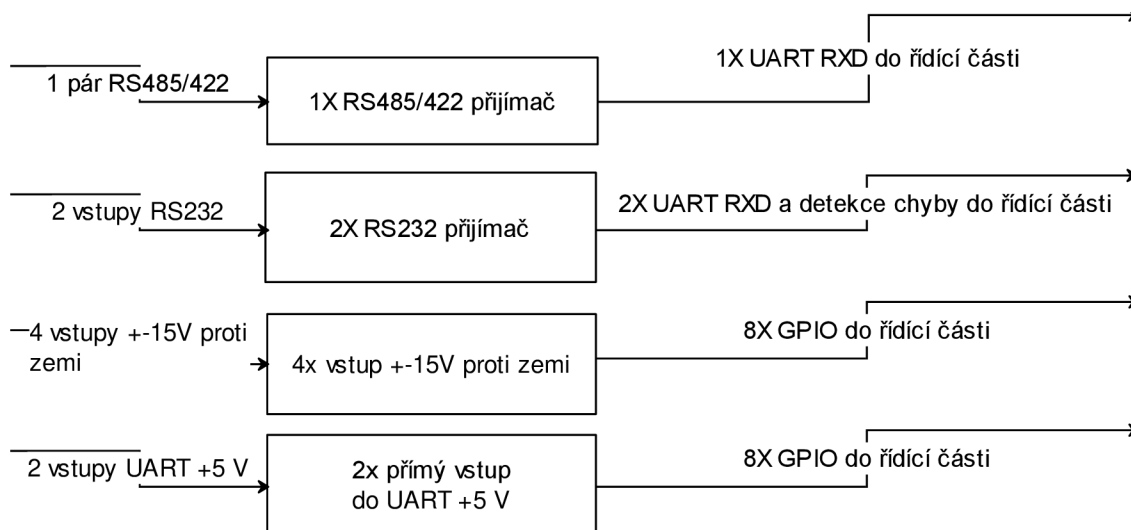 1 pár RS485/422
1X RS485/422 přijímač
1X UART RXD do řídící části
2 vstupy RS232
2X RS232 přijímač
2X UART RXD a detekce chyby do řídící části
4 vstupy +-15V proti
zemi
4x vstup +-15V proti zemi
8X GPIO do řídící části
2 vstupy UART +5 V
2x přímý vstup
do UART +5 V
8X GPIO do řídící části